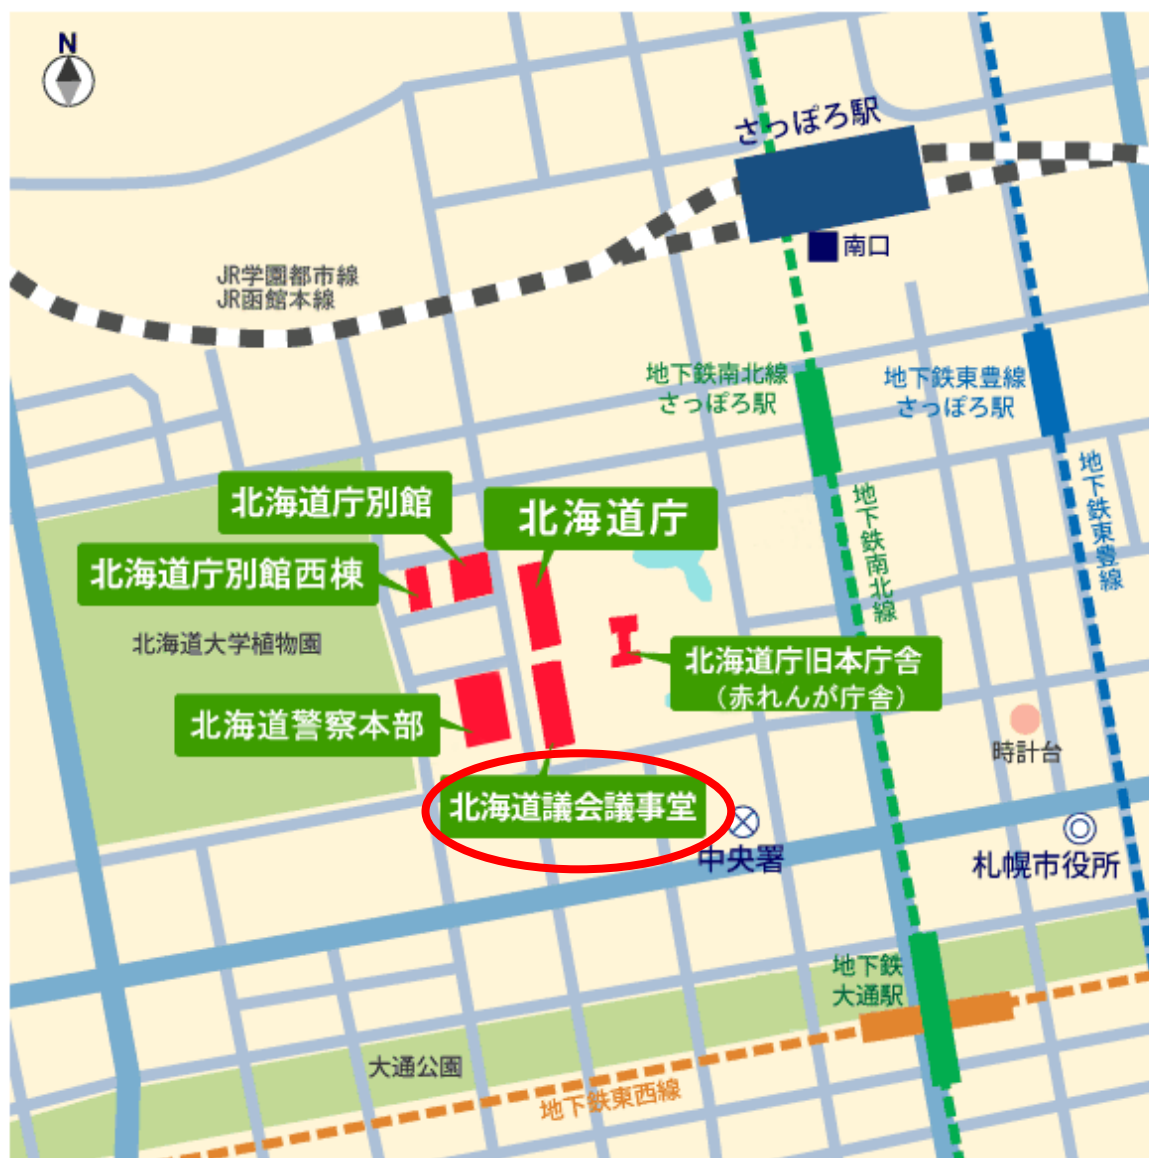 N
さっぽろ駅
南口
JR学園都市線
JR函館本線
地下鉄南北線
さっぽろ駅
地下鉄東豊線
さっぽろ駅
地下鉄東豊線
地下鉄南北線
北海道庁別館
北海道庁
北海道庁別館西棟
北海道大学植物園
北海道庁旧本庁舎
（赤れんが庁舎）
北海道警察本部
時計台
北海道議会議事堂
中央署
札幌市役所
地下鉄
大通駅
大通公園
地下鉄東西線